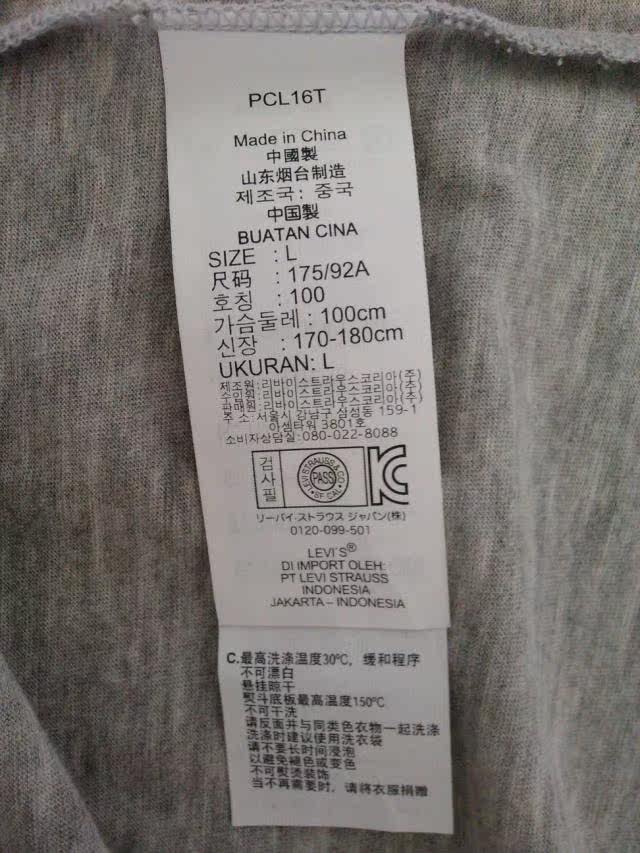 PCL16T
Made in China
中國製
山东烟台制造
제조국: 중국
中国製
BUATAN CINA
SIZE : L
尺码 : 175/92A
호칭 : 100
가슴둘레 : 100cm
신장 : 170-180cm
UKURAN: L
제조원:리바이스트라우스코리아(주)
수입원:리바이스트라우스코리아(주)
판매원:리바이스트라우스코리아(주)
주 소:서울시 강남구 삼성동 159-1
아셈타워 3801호
소비자상담실:080-022-8088
검사필
LEVI STRAUSS & CO
PASS
SF CAL
KC
リーバイ·ストラウス ジャパン(株)
0120-099-501
LEVI'S®
DI IMPORT OLEH:
PT LEVI STRAUSS
INDONESIA
JAKARTA – INDONESIA
C.最高洗涤温度30℃, 缓和程序
不可漂白
悬挂晾干
熨斗底板最高温度150℃
不可干洗
请反面并与同类色衣物一起洗涤
洗涤时建议使用洗衣袋
请不要长时间浸泡
以避免褪色或变色
不可熨烫装饰
当不再需要时, 请将衣服捐赠